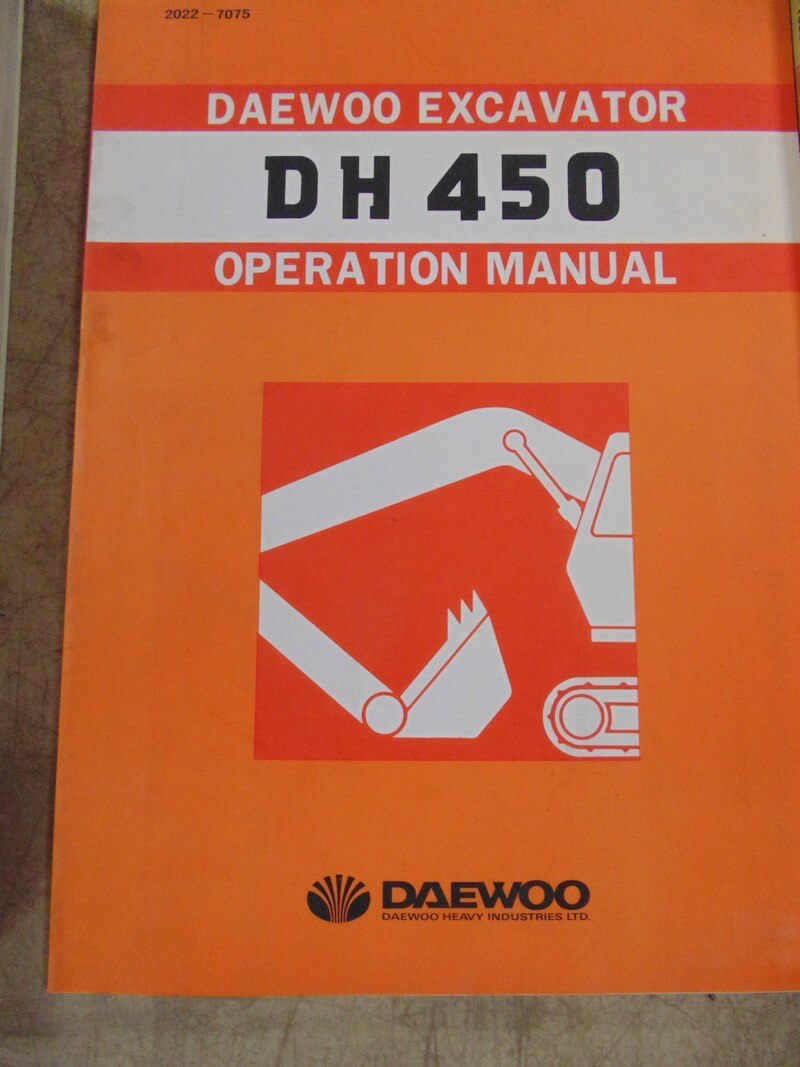 2022-7075
DAEWOO EXCAVATOR
DH 450
OPERATION MANUAL
DAEWOO
DAEWOO HEAVY INDUSTRIES LTD.